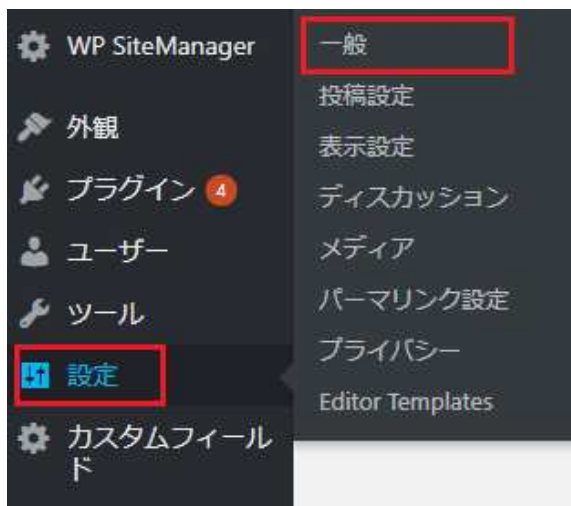 WP SiteManager
外観
プラグイン 4
ユーザー
ツール
設定
カスタムフィール
ド
一般
投稿設定
表示設定
ディスカッション
メディア
パーマリンク設定
プライバシー
Editor Templates